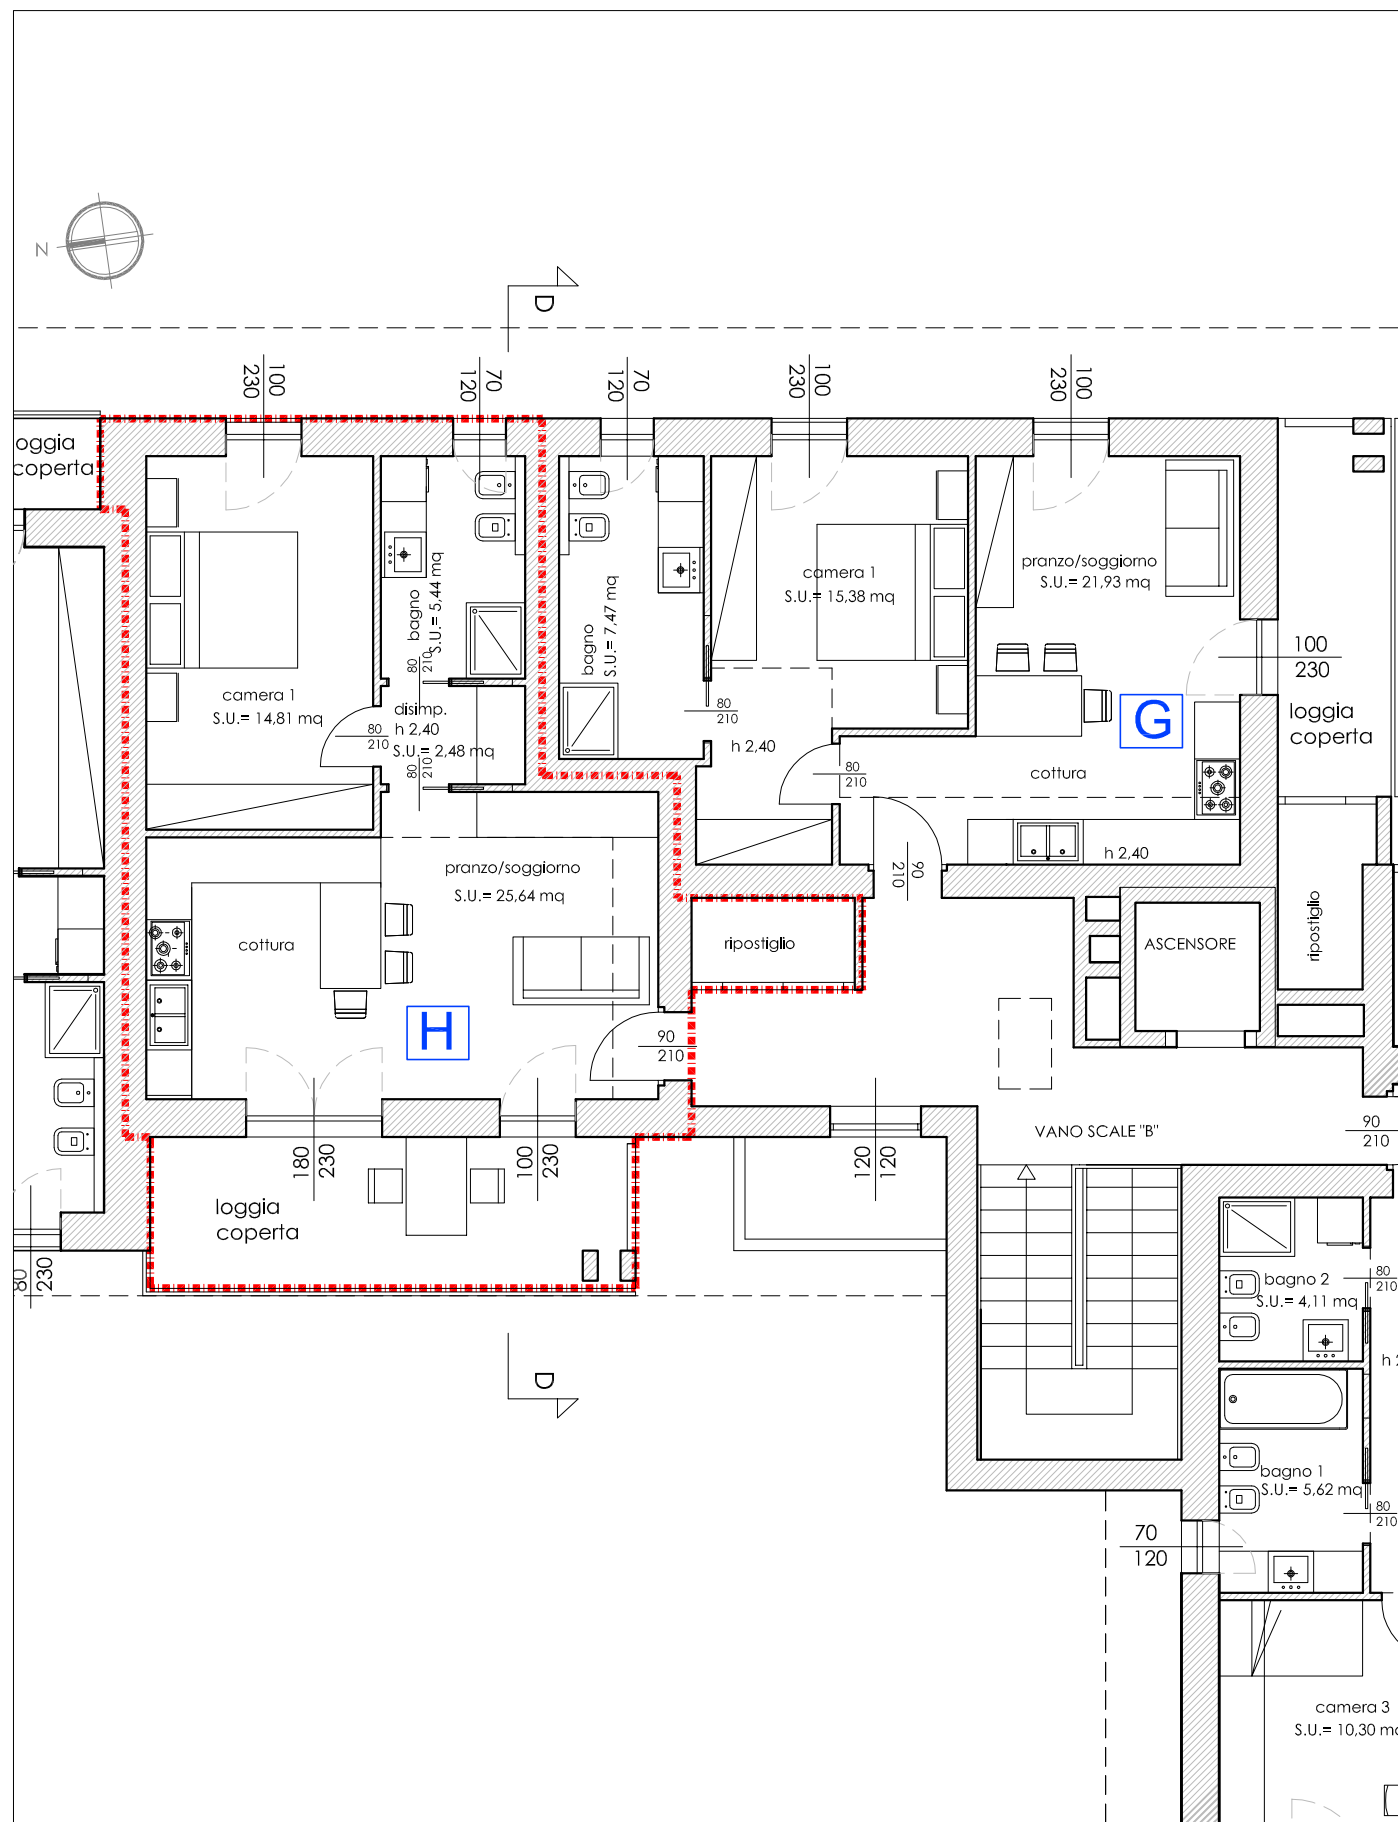 N
D
100
230
70
120
70
120
100
230
100
230
loggia
coperta
oggia
coperta
bagno
S.U.= 5,44 mq
bagno
S.U.= 7,47 mq
camera 1
S.U.= 15,38 mq
pranzo/soggiorno
S.U.= 21,93 mq
100
230
camera 1
S.U.= 14,81 mq
80
210
disimp.
h 2,40
S.U.= 2,48 mq
80
210
80
210
80
210
h 2,40
G
cottura
80
210
h 2,40
90
210
pranzo/soggiorno
S.U.= 25,64 mq
cottura
ripostiglio
ASCENSORE
ripostiglio
H
90
210
VANO SCALE "B"
90
210
180
230
100
230
120
120
loggia
coperta
80
230
bagno 2
S.U.= 4,11 mq
80
210
h 2
D
bagno 1
S.U.= 5,62 mq
80
210
70
120
camera 3
S.U.= 10,30 mq